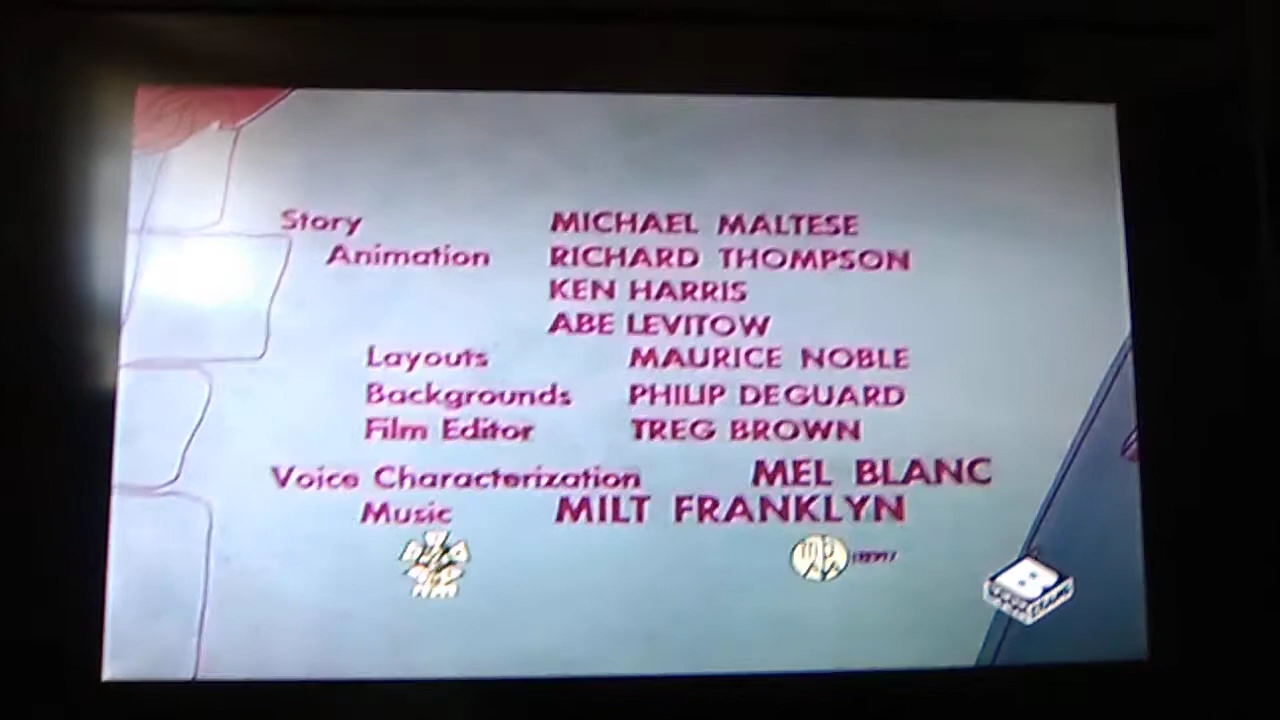 Story MICHAEL MALTESE
Animation RICHARD THOMPSON
KEN HARRIS
ABE LEVITOW
Layouts MAURICE NOBLE
Backgrounds PHILIP DEGUARD
Film Editor TREG BROWN
Voice Characterization MEL BLANC
Music MILT FRANKLYN